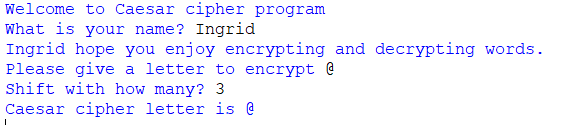 Welcome to Caesar cipher program
What is your name? Ingrid
Ingrid hope you enjoy encrypting and decrypting words.
Please give a letter to encrypt @
Shift with how many? 3
Caesar cipher letter is @